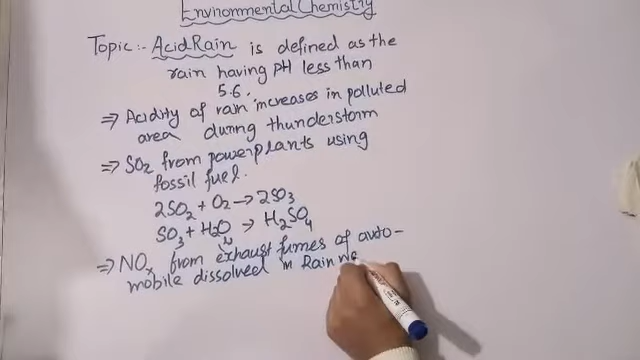 Environmental Chemistry
Topic:- Acid Rain is defined as the
rain having pH less than
5.6.
⇒ Acidity of rain increases in polluted
area during thunderstorm
⇒ SO₂ from powerplants using
fossil fuel.
2SO₂ + O₂ → 2SO₃
SO₃ + H₂O → H₂SO₄
⇒ NOₓ from exhaust fumes of auto-
mobile dissolved in Rain